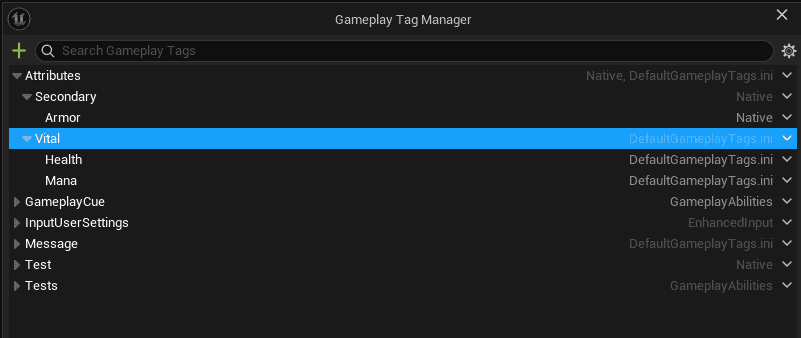 Gameplay Tag Manager
Search Gameplay Tags
Attributes Native, DefaultGameplayTags.ini
Secondary Native
Armor Native
Vital DefaultGameplayTags.ini
Health DefaultGameplayTags.ini
Mana DefaultGameplayTags.ini
GameplayCue GameplayAbilities
InputUserSettings EnhancedInput
Message DefaultGameplayTags.ini
Test Native
Tests GameplayAbilities